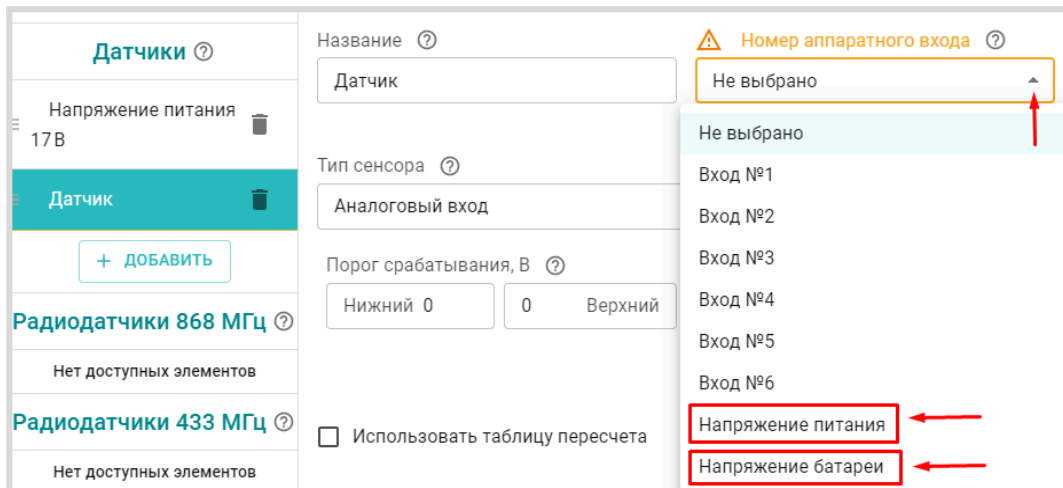 Датчики
Напряжение питания
17В
Датчик
+ ДОБАВИТЬ
Радиодатчики 868 МГц
Нет доступных элементов
Радиодатчики 433 МГц
Нет доступных элементов
Название
Датчик
Тип сенсора
Аналоговый вход
Порог срабатывания, В
Нижний 0
0 Верхний
Использовать таблицу пересчета
Номер аппаратного входа
Не выбрано
Не выбрано
Вход №1
Вход №2
Вход №3
Вход №4
Вход №5
Вход №6
Напряжение питания
Напряжение батареи